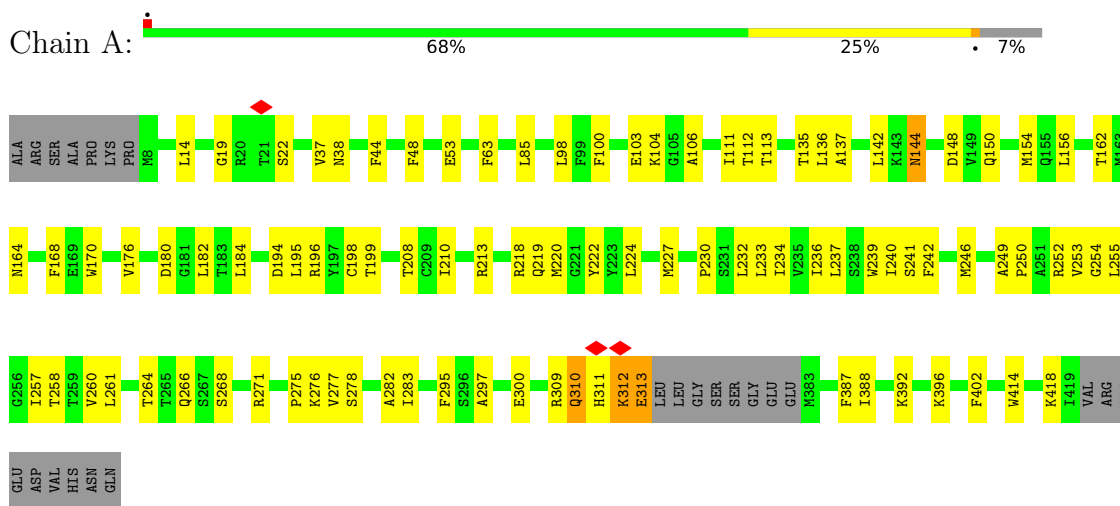 Chain A:
68% 25% • 7%
ALA ARG SER ALA PRO LYS PRO M8 L14 G19 R20 T21 S22 V37 N38 F44 F48 E53 F63 L85 L98 F99 F100 E103 K104 G105 A106 I111 T112 T113 T135 L136 A137 L142 K143 N144 D148 V149 Q150 M154 Q155 L156 T162 M163
N164 F168 E169 W170 V176 D180 G181 L182 T183 L184 D194 L195 R196 Y197 C198 T199 T208 C209 I210 R213 R218 Q219 M220 G221 Y222 Y223 L224 M227 P230 S231 L232 L233 I234 V235 I236 L237 S238 W239 I240 S241 F242 M246 A249 P250 A251 R252 V253 G254 L255
G256 I257 T258 T259 V260 L261 T264 T265 Q266 S267 S268 R271 P275 K276 V277 S278 A282 I283 F295 S296 A297 E300 R309 Q310 H311 K312 E313 LEU LEU GLY SER SER GLY GLU GLU M383 F387 I388 K392 K396 F402 W414 K418 I419 VAL ARG
GLU ASP VAL HIS ASN GLN